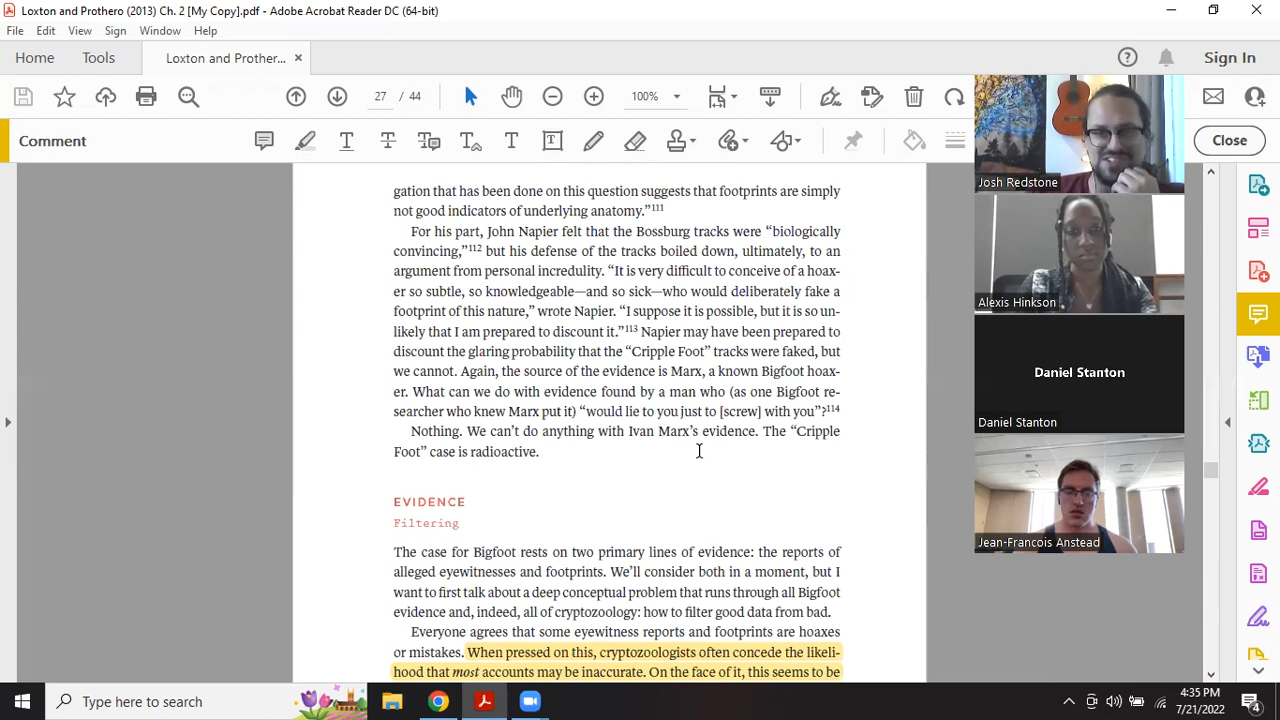 Loxton and Prothero (2013) Ch. 2 [My Copy].pdf - Adobe Acrobat Reader DC (64-bit)
File Edit View Sign Window Help
Home Tools Loxton and Prother... × Sign In
27 / 44 100%
Comment Close
gation that has been done on this question suggests that footprints are simply
not good indicators of underlying anatomy.”111
For his part, John Napier felt that the Bossburg tracks were “biologically
convincing,”112 but his defense of the tracks boiled down, ultimately, to an
argument from personal incredulity. “It is very difficult to conceive of a hoax-
er so subtle, so knowledgeable—and so sick—who would deliberately fake a
footprint of this nature,” wrote Napier. “I suppose it is possible, but it is so un-
likely that I am prepared to discount it.”113 Napier may have been prepared to
discount the glaring probability that the “Cripple Foot” tracks were faked, but
we cannot. Again, the source of the evidence is Marx, a known Bigfoot hoax-
er. What can we do with evidence found by a man who (as one Bigfoot re-
searcher who knew Marx put it) “would lie to you just to [screw] with you”?114
Nothing. We can’t do anything with Ivan Marx’s evidence. The “Cripple
Foot” case is radioactive.
EVIDENCE
Filtering
The case for Bigfoot rests on two primary lines of evidence: the reports of
alleged eyewitnesses and footprints. We’ll consider both in a moment, but I
want to first talk about a deep conceptual problem that runs through all Bigfoot
evidence and, indeed, all of cryptozoology: how to filter good data from bad.
Everyone agrees that some eyewitness reports and footprints are hoaxes
or mistakes. When pressed on this, cryptozoologists often concede the likeli-
hood that most accounts may be inaccurate. On the face of it, this seems to be
Josh Redstone
Alexis Hinkson
Daniel Stanton
Daniel Stanton
Jean-Francois Anstead
Type here to search
4:35 PM
7/21/2022
4